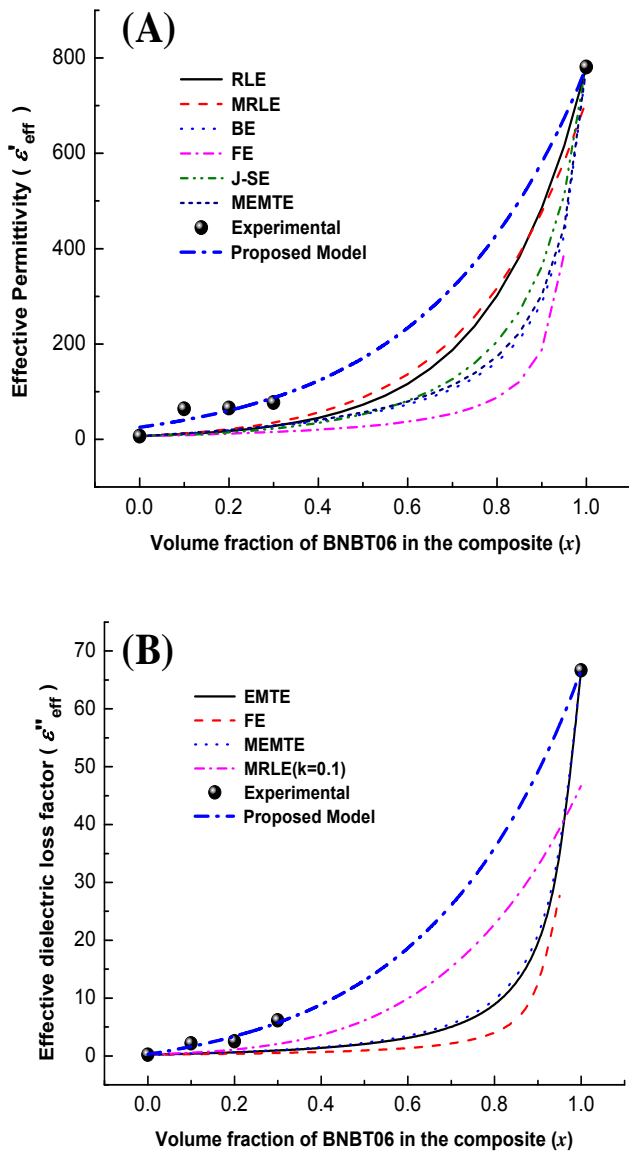 (A)
800
600
400
200
0
Effective Permittivity ( ε'eff )
RLE
MRLE
BE
FE
J-SE
MEMTE
Experimental
Proposed Model
0.0 0.2 0.4 0.6 0.8 1.0
Volume fraction of BNBT06 in the composite (x)
(B)
70
60
50
40
30
20
10
0
Effective dielectric loss factor ( ε"eff )
EMTE
FE
MEMTE
MRLE(k=0.1)
Experimental
Proposed Model
0.0 0.2 0.4 0.6 0.8 1.0
Volume fraction of BNBT06 in the composite (x)